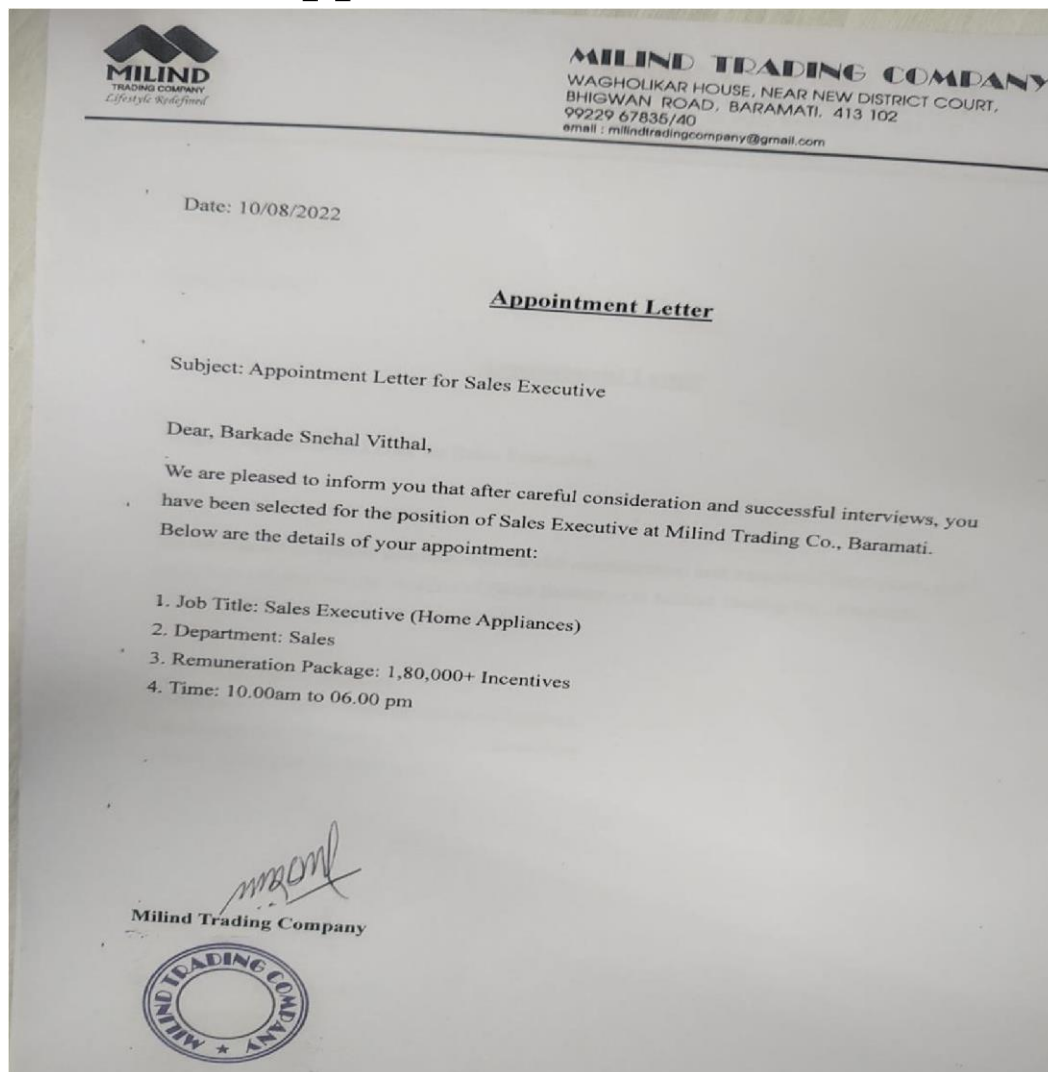 MILIND
TRADING COMPANY
Lifestyle Redefined
MILIND TRADING COMPANY
WAGHOLIKAR HOUSE, NEAR NEW DISTRICT COURT,
BHIGWAN ROAD, BARAMATI. 413 102
99229 67835/40
email : milindtradingcompany@gmail.com
Date: 10/08/2022
Appointment Letter
Subject: Appointment Letter for Sales Executive
Dear, Barkade Snehal Vitthal,
We are pleased to inform you that after careful consideration and successful interviews, you
have been selected for the position of Sales Executive at Milind Trading Co., Baramati.
Below are the details of your appointment:
1. Job Title: Sales Executive (Home Appliances)
2. Department: Sales
3. Remuneration Package: 1,80,000+ Incentives
4. Time: 10.00am to 06.00 pm
Milind Trading Company
MILIND TRADING COMPANY